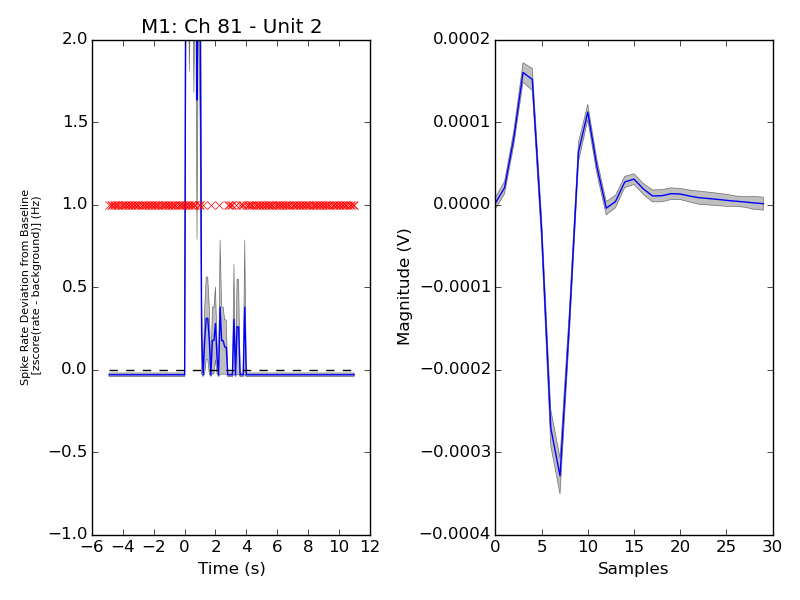 M1: Ch 81 - Unit 2
2.0
1.5
1.0
0.5
0.0
−0.5
−1.0
−6 −4 −2 0 2 4 6 8 10 12
Time (s)
Spike Rate Deviation from Baseline
[zscore(rate - background)] (Hz)
0.0002
0.0001
0.0000
−0.0001
−0.0002
−0.0003
−0.0004
0 5 10 15 20 25 30
Samples
Magnitude (V)